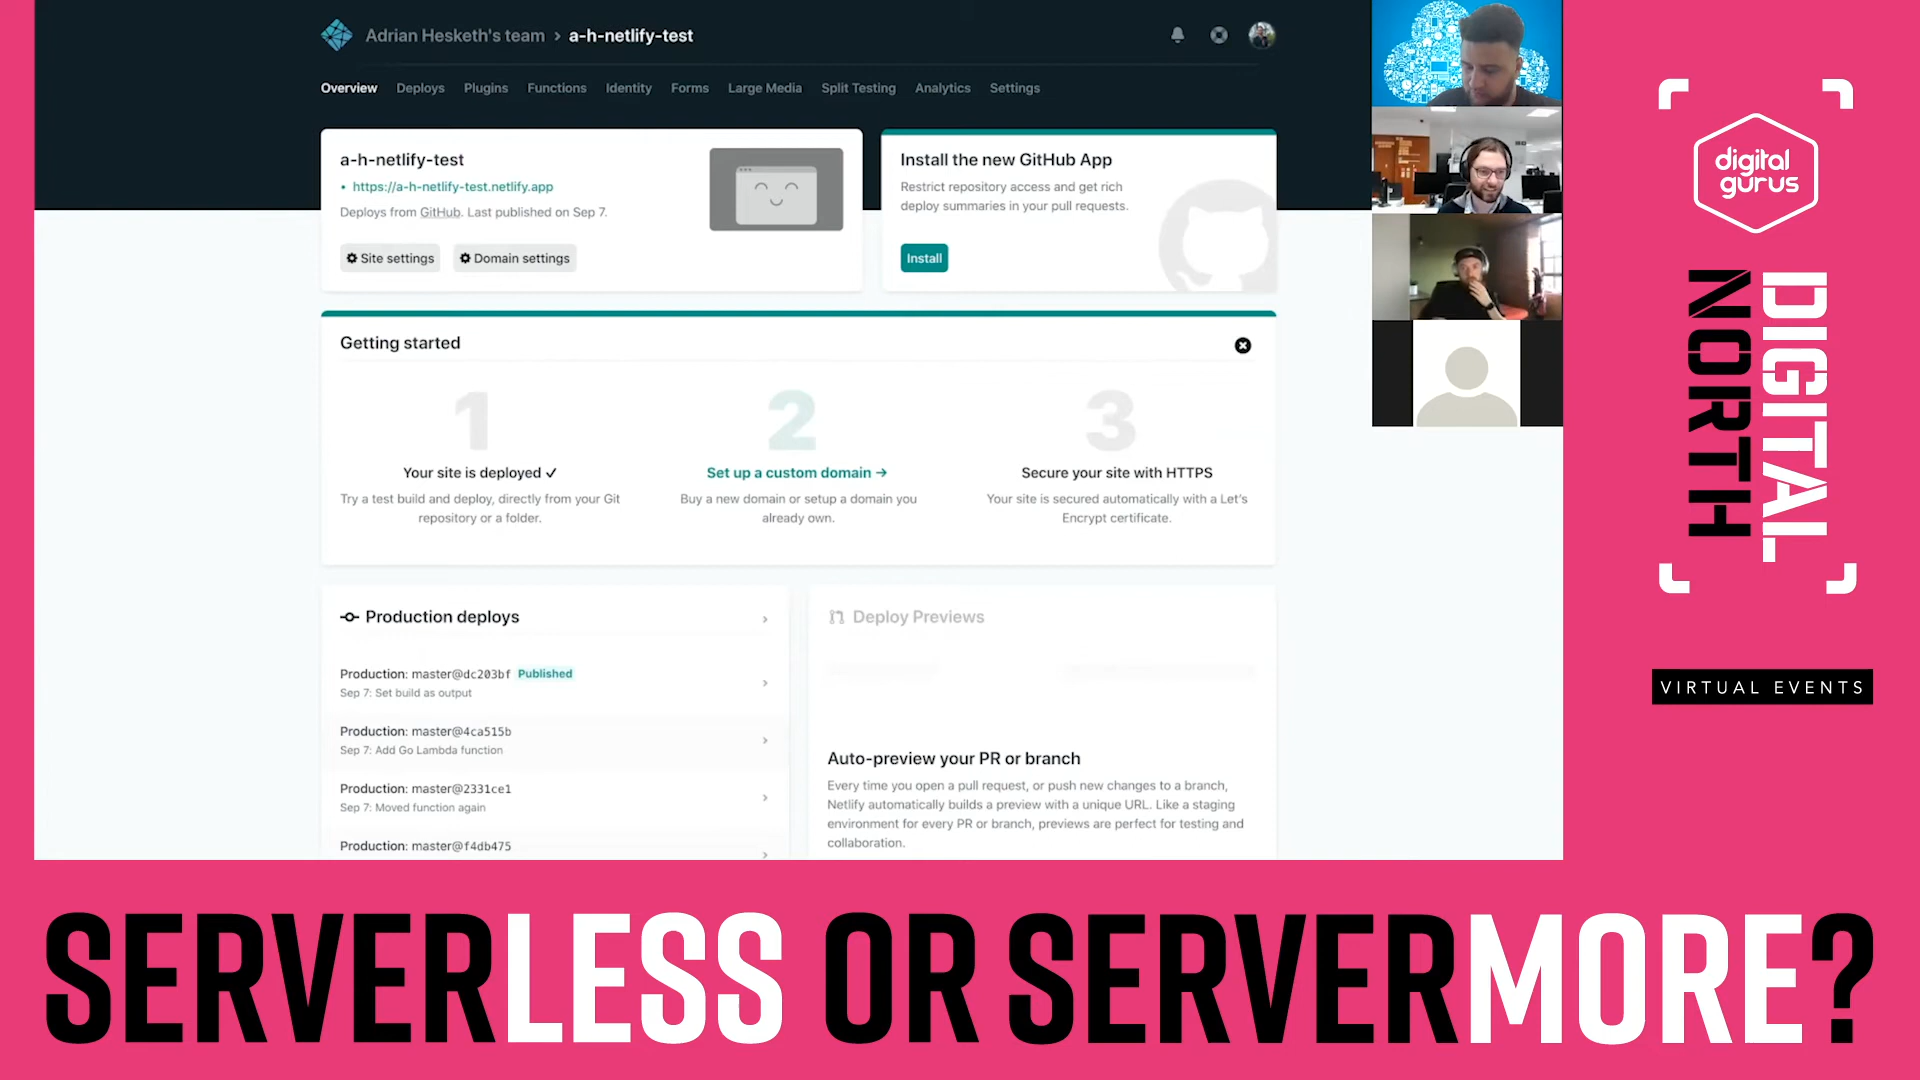 Adrian Hesketh's team › a-h-netlify-test
Overview Deploys Plugins Functions Identity Forms Large Media Split Testing Analytics Settings
a-h-netlify-test
• https://a-h-netlify-test.netlify.app
Deploys from GitHub. Last published on Sep 7.
Site settings
Domain settings
Install the new GitHub App
Restrict repository access and get rich
deploy summaries in your pull requests.
Install
Getting started
1
Your site is deployed ✓
Try a test build and deploy, directly from your Git
repository or a folder.
2
Set up a custom domain →
Buy a new domain or setup a domain you
already own.
3
Secure your site with HTTPS
Your site is secured automatically with a Let's
Encrypt certificate.
Production deploys
Production: master@dc203bf Published
Sep 7: Set build as output
Production: master@4ca515b
Sep 7: Add Go Lambda function
Production: master@2331ce1
Sep 7: Moved function again
Production: master@f4db475
Deploy Previews
Auto-preview your PR or branch
Every time you open a pull request, or push new changes to a branch,
Netlify automatically builds a preview with a unique URL. Like a staging
environment for every PR or branch, previews are perfect for testing and
collaboration.
digital
gurus
DIGITAL
NORTH
VIRTUAL EVENTS
SERVERLESS OR SERVERMORE?